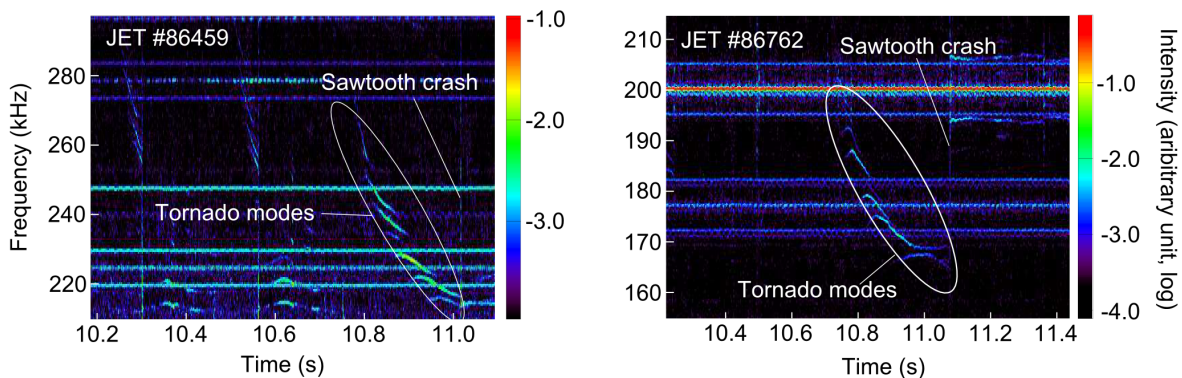 JET #86459
Sawtooth crash
Tornado modes
Frequency (kHz)
280
260
240
220
10.2
10.4
10.6
10.8
11.0
Time (s)
-1.0
-2.0
-3.0
JET #86762
Sawtooth crash
Tornado modes
210
200
190
180
170
160
10.4
10.6
10.8
11.0
11.2
11.4
Time (s)
-1.0
-2.0
-3.0
-4.0
Intensity (aribitrary unit, log)